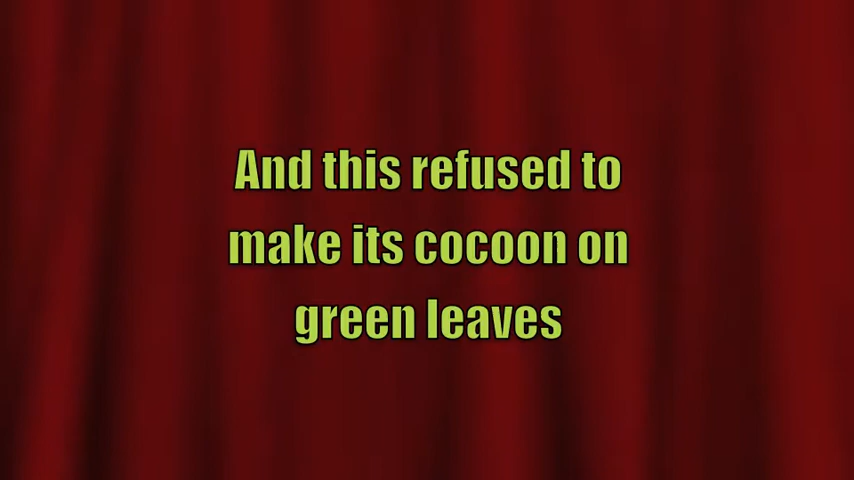 And this refused to
make its cocoon on
green leaves